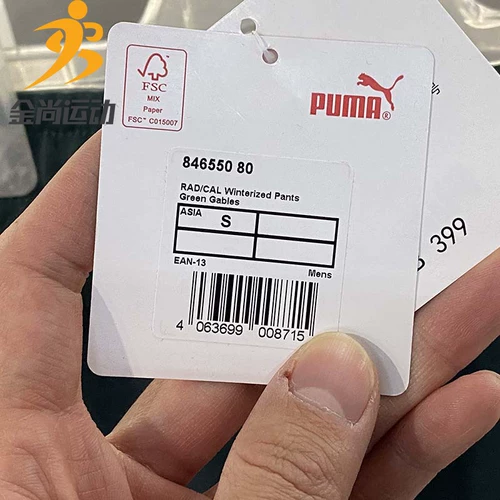 金尚运动
FSC
MIX
Paper
FSC™ C015007
PUMA®
846550 80
RAD/CAL Winterized Pants
Green Gables
ASIA S
EAN-13
Mens
4 063699 008715
399